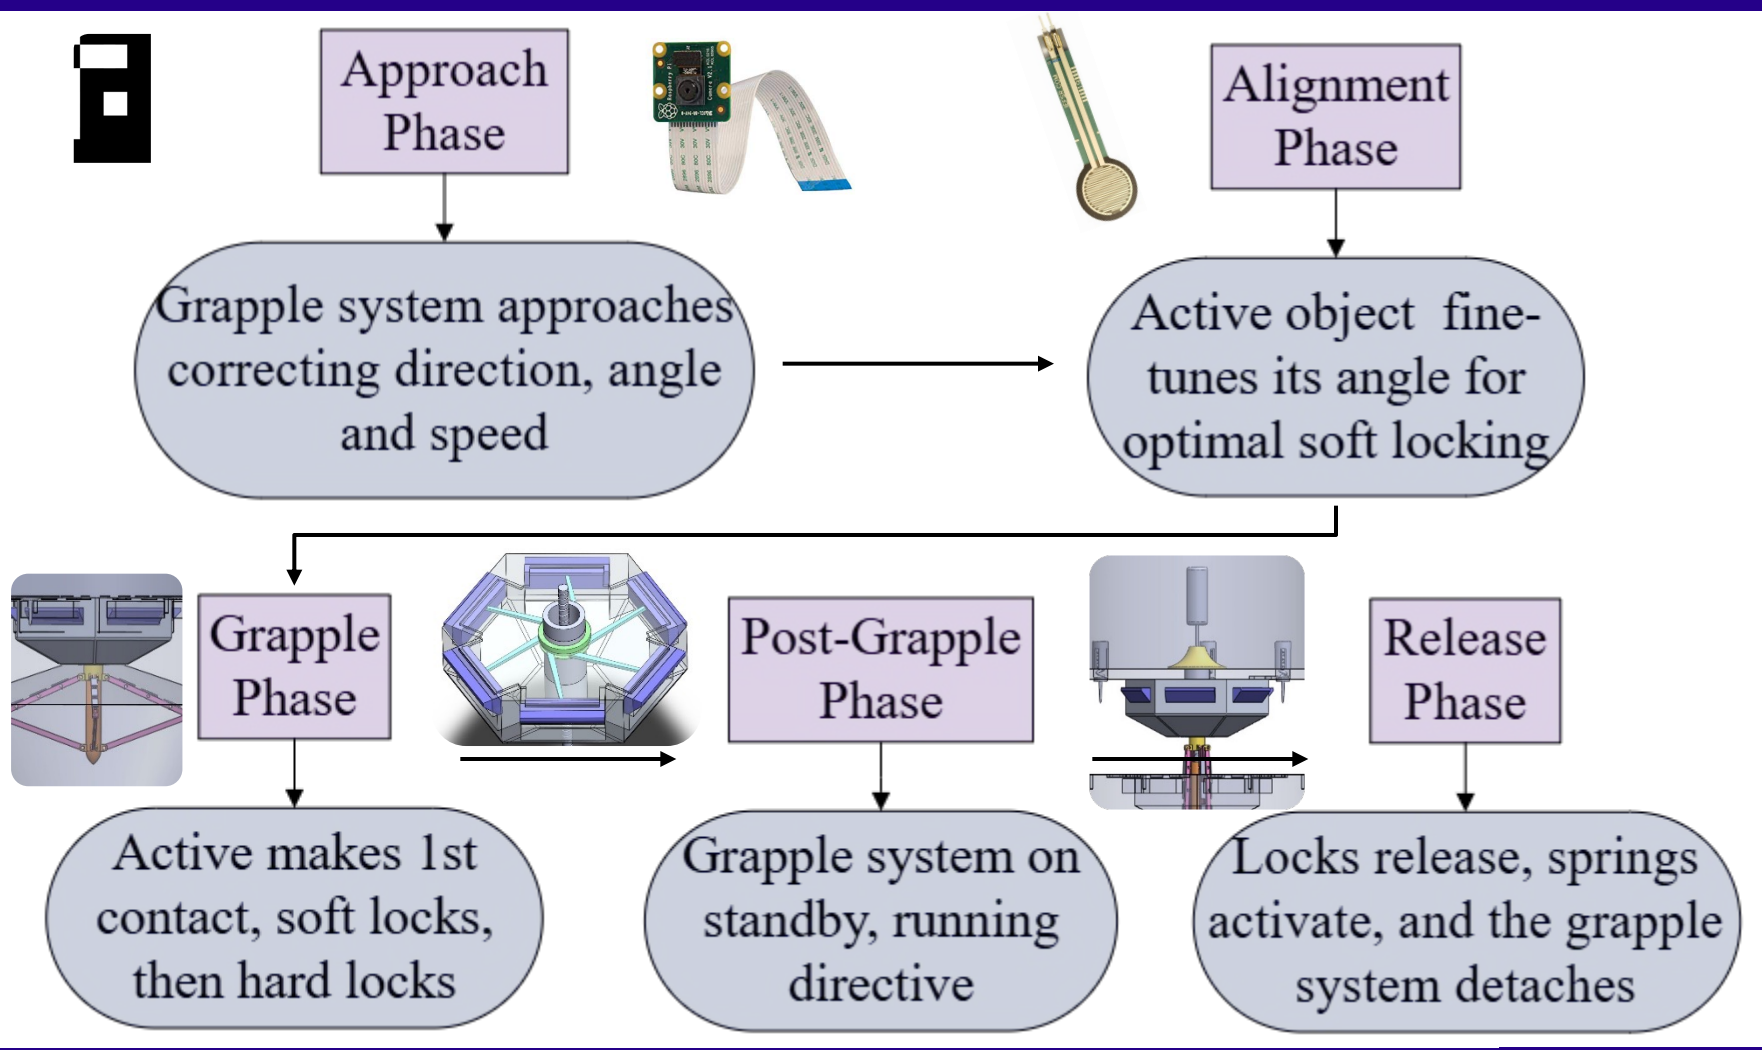 Approach
Phase
Grapple system approaches
correcting direction, angle
and speed
Alignment
Phase
Active object fine-
tunes its angle for
optimal soft locking
Grapple
Phase
Active makes 1st
contact, soft locks,
then hard locks
Post-Grapple
Phase
Grapple system on
standby, running
directive
Release
Phase
Locks release, springs
activate, and the grapple
system detaches